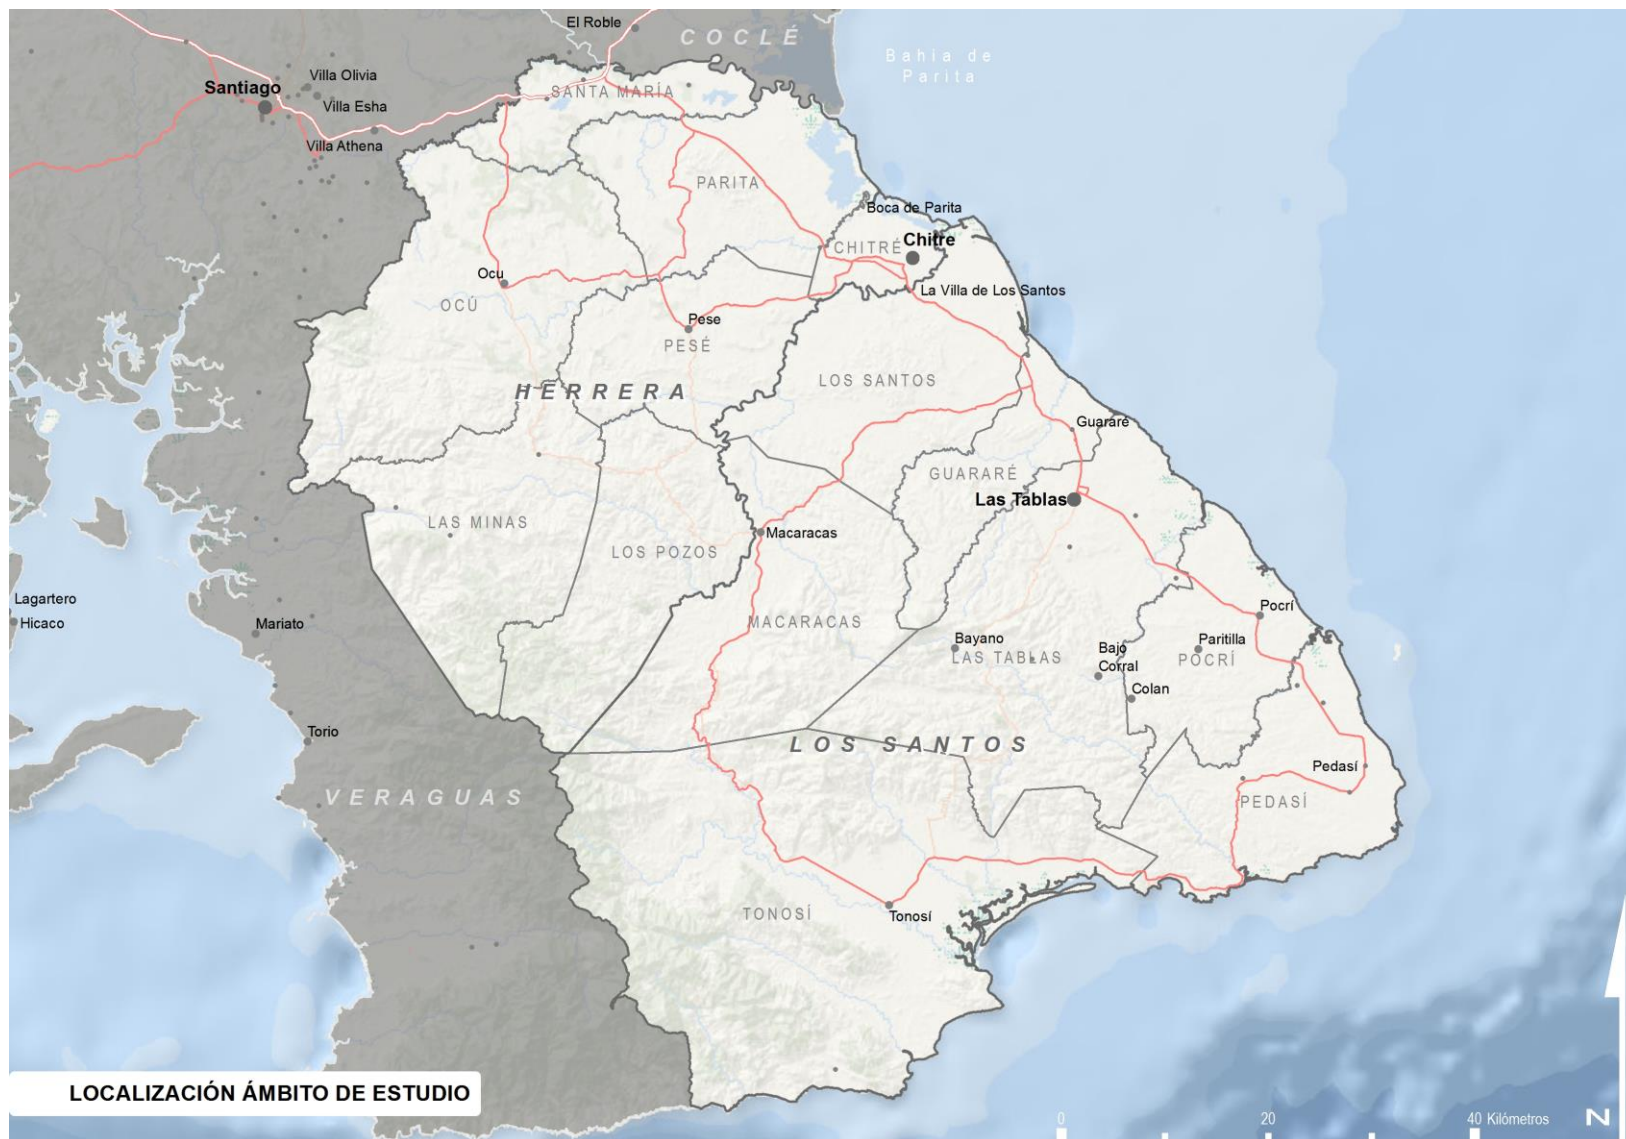 El Roble
COCLÉ
Bahia de
Parita
Villa Olivia
Santiago
Villa Esha
SANTA MARÍA
Villa Athena
PARITA
Boca de Parita
CHITRÉ
Chitre
Ocu
La Villa de Los Santos
OCÚ
Pese
PESÉ
LOS SANTOS
HERRERA
Guararé
GUARARÉ
Las Tablas
LAS MINAS
Macaracas
LOS POZOS
Lagartero
Hicaco
Mariato
MACARACAS
Pocrí
Bayano
Paritilla
LAS TABLAS
Bajo
Corral
POCRÍ
Colan
Torio
LOS SANTOS
Pedasí
VERAGUAS
PEDASÍ
TONOSÍ
Tonosí
LOCALIZACIÓN ÁMBITO DE ESTUDIO
0 20 40 Kilómetros
N